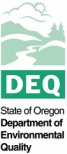 DEQ
State of Oregon
Department of
Environmental
Quality